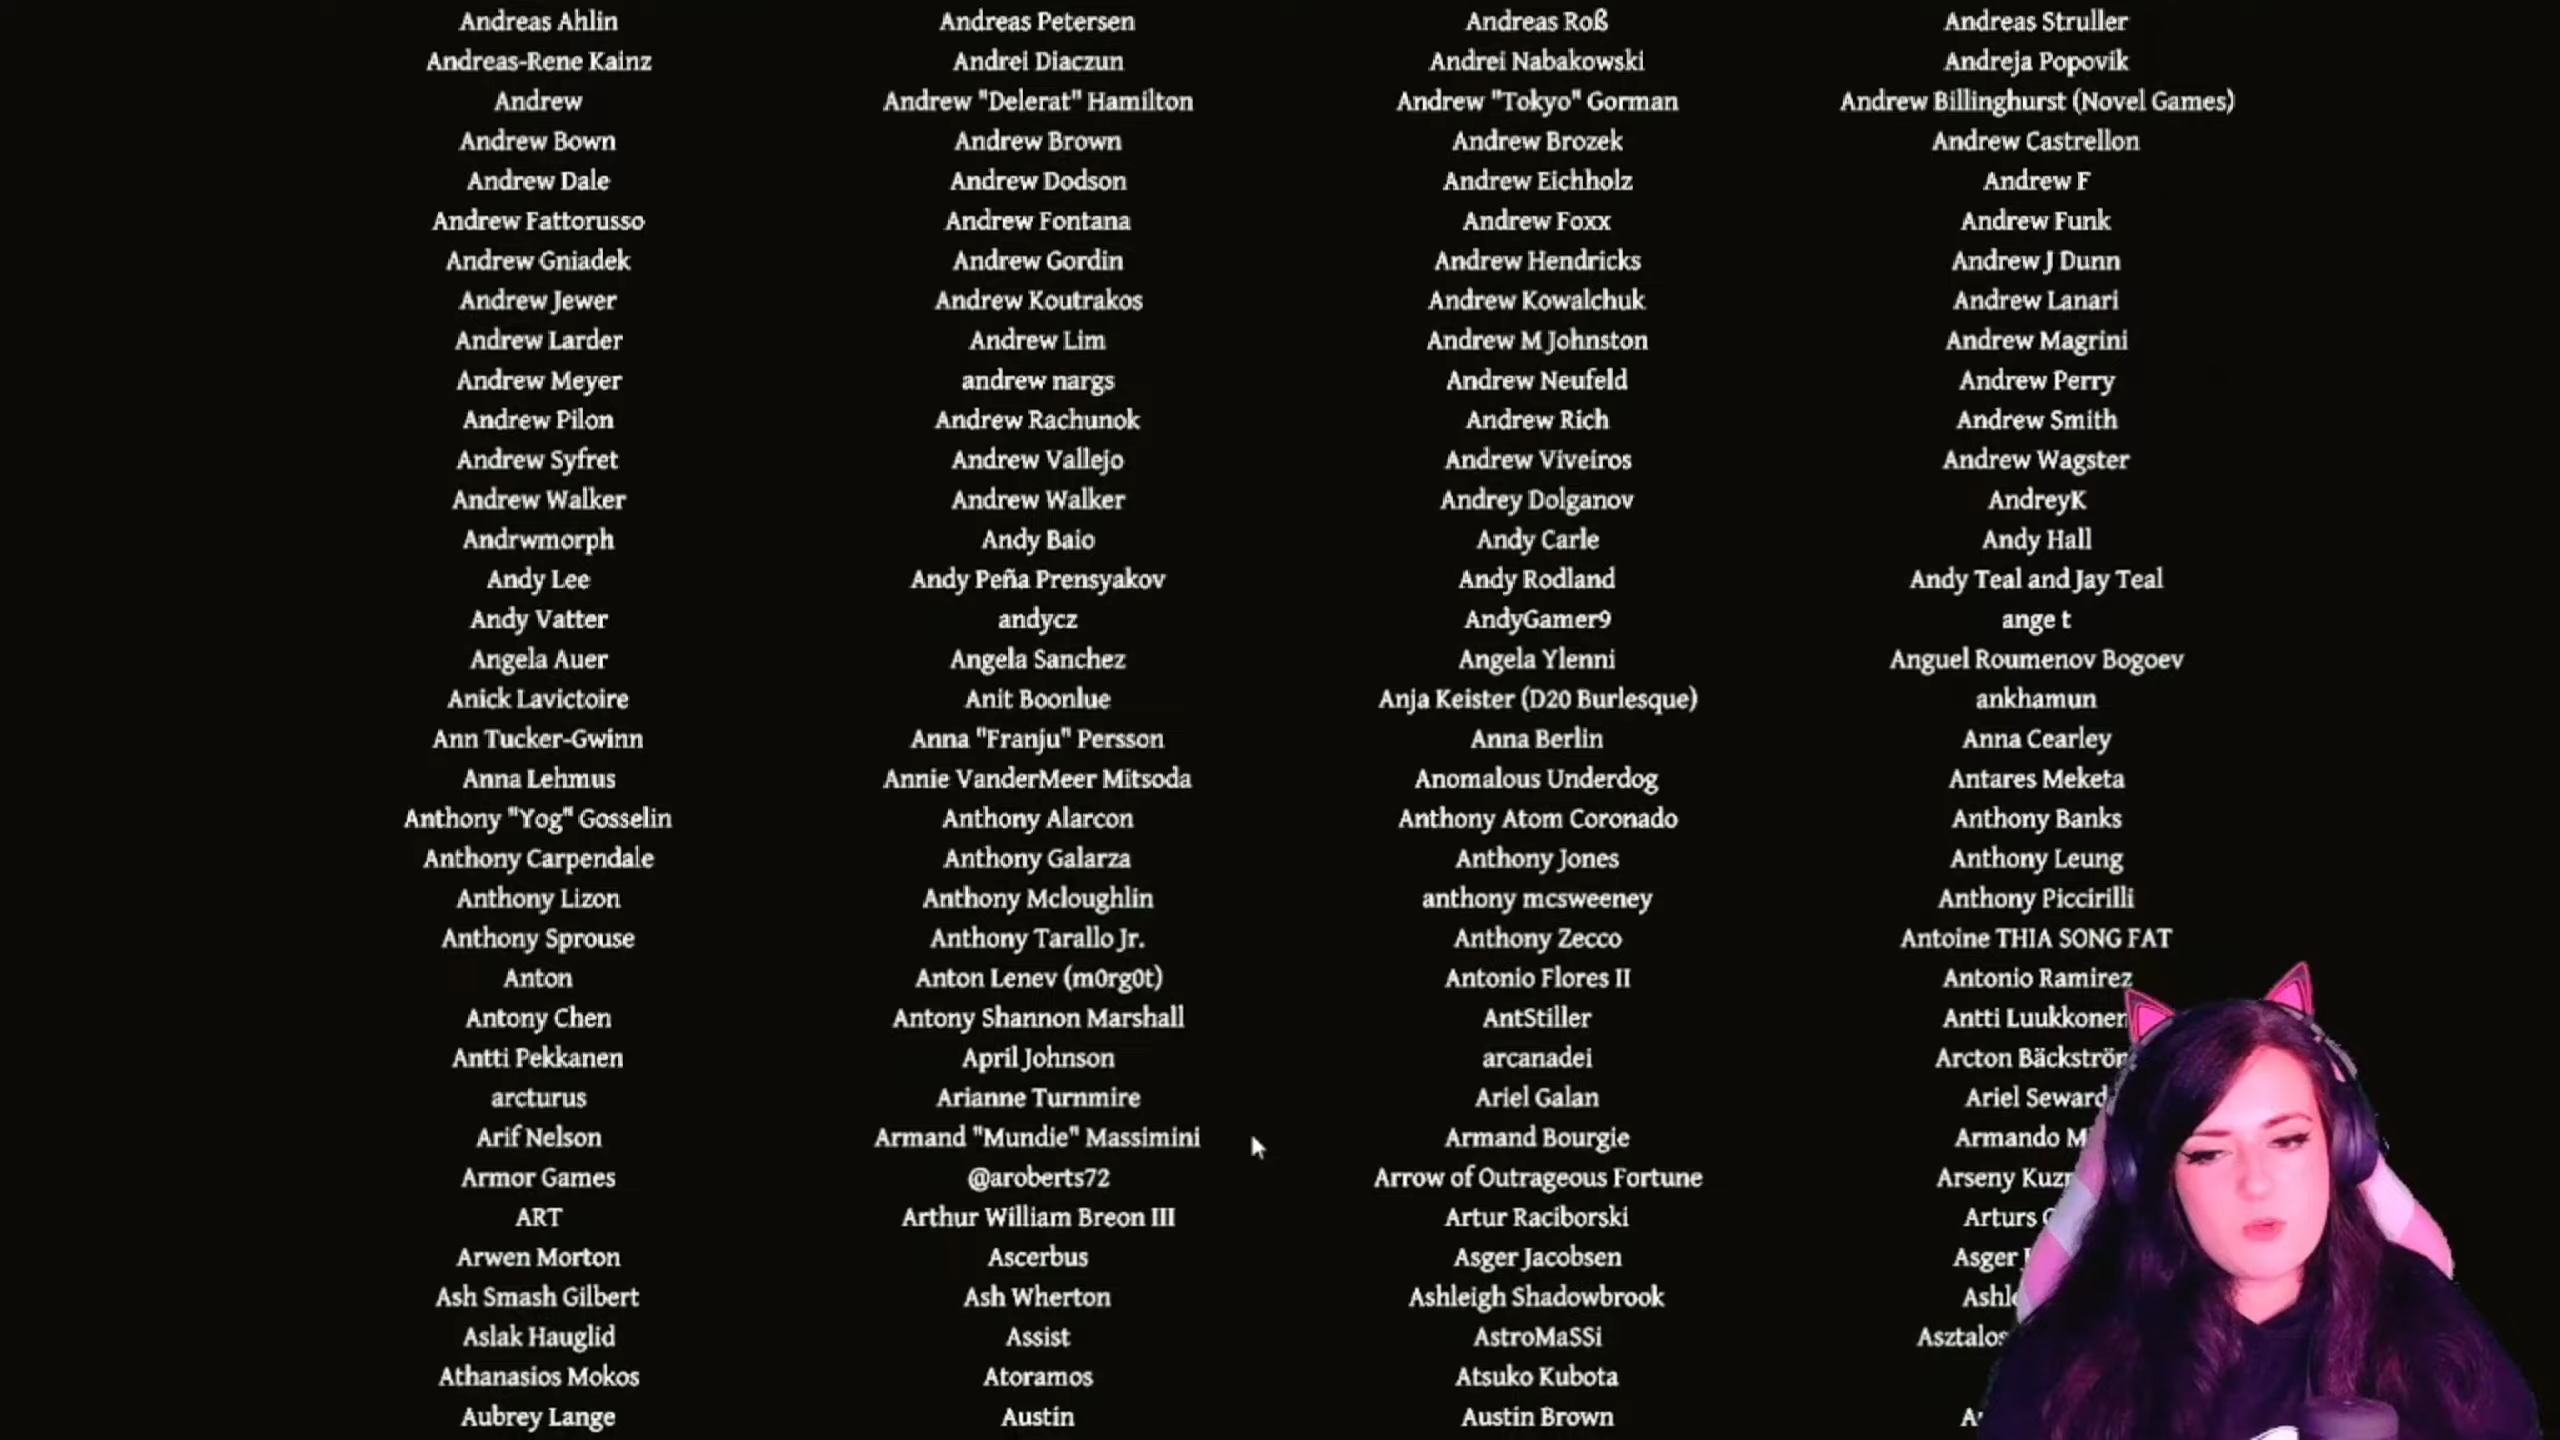 Andreas Ahlin Andreas Petersen Andreas Roß Andreas Struller
Andreas-Rene Kainz Andrei Diaczun Andrei Nabakowski Andreja Popovik
Andrew Andrew "Delerat" Hamilton Andrew "Tokyo" Gorman Andrew Billinghurst (Novel Games)
Andrew Bown Andrew Brown Andrew Brozek Andrew Castrellon
Andrew Dale Andrew Dodson Andrew Eichholz Andrew F
Andrew Fattorusso Andrew Fontana Andrew Foxx Andrew Funk
Andrew Gniadek Andrew Gordin Andrew Hendricks Andrew J Dunn
Andrew Jewer Andrew Koutrakos Andrew Kowalchuk Andrew Lanari
Andrew Larder Andrew Lim Andrew M Johnston Andrew Magrini
Andrew Meyer andrew nargs Andrew Neufeld Andrew Perry
Andrew Pilon Andrew Rachunok Andrew Rich Andrew Smith
Andrew Syfret Andrew Vallejo Andrew Viveiros Andrew Wagster
Andrew Walker Andrew Walker Andrey Dolganov AndreyK
Andrwmorph Andy Baio Andy Carle Andy Hall
Andy Lee Andy Peña Prensyakov Andy Rodland Andy Teal and Jay Teal
Andy Vatter andycz AndyGamer9 ange t
Angela Auer Angela Sanchez Angela Ylenni Anguel Roumenov Bogoev
Anick Lavictoire Anit Boonlue Anja Keister (D20 Burlesque) ankhamun
Ann Tucker-Gwinn Anna "Franju" Persson Anna Berlin Anna Cearley
Anna Lehmus Annie VanderMeer Mitsoda Anomalous Underdog Antares Meketa
Anthony "Yog" Gosselin Anthony Alarcon Anthony Atom Coronado Anthony Banks
Anthony Carpendale Anthony Galarza Anthony Jones Anthony Leung
Anthony Lizon Anthony Mcloughlin anthony mcsweeney Anthony Piccirilli
Anthony Sprouse Anthony Tarallo Jr. Anthony Zecco Antoine THIA SONG FAT
Anton Anton Lenev (m0rg0t) Antonio Flores II Antonio Ramirez
Antony Chen Antony Shannon Marshall AntStiller Antti Luukkonen
Antti Pekkanen April Johnson arcanadei Arcton
arcturus Arianne Turnmire Ariel Galan Ariel Seward
Arif Nelson Armand "Mundie" Massimini Armand Bourgie Armando
Armor Games @aroberts72 Arrow of Outrageous Fortune Arseny
ART Arthur William Breon III Artur Raciborski Arturs
Arwen Morton Ascerbus Asger Jacobsen Asger
Ash Smash Gilbert Ash Wherton Ashleigh Shadowbrook
Aslak Hauglid Assist AstroMaSSi
Athanasios Mokos Atoramos Atsuko Kubota
Aubrey Lange Austin Austin Brown